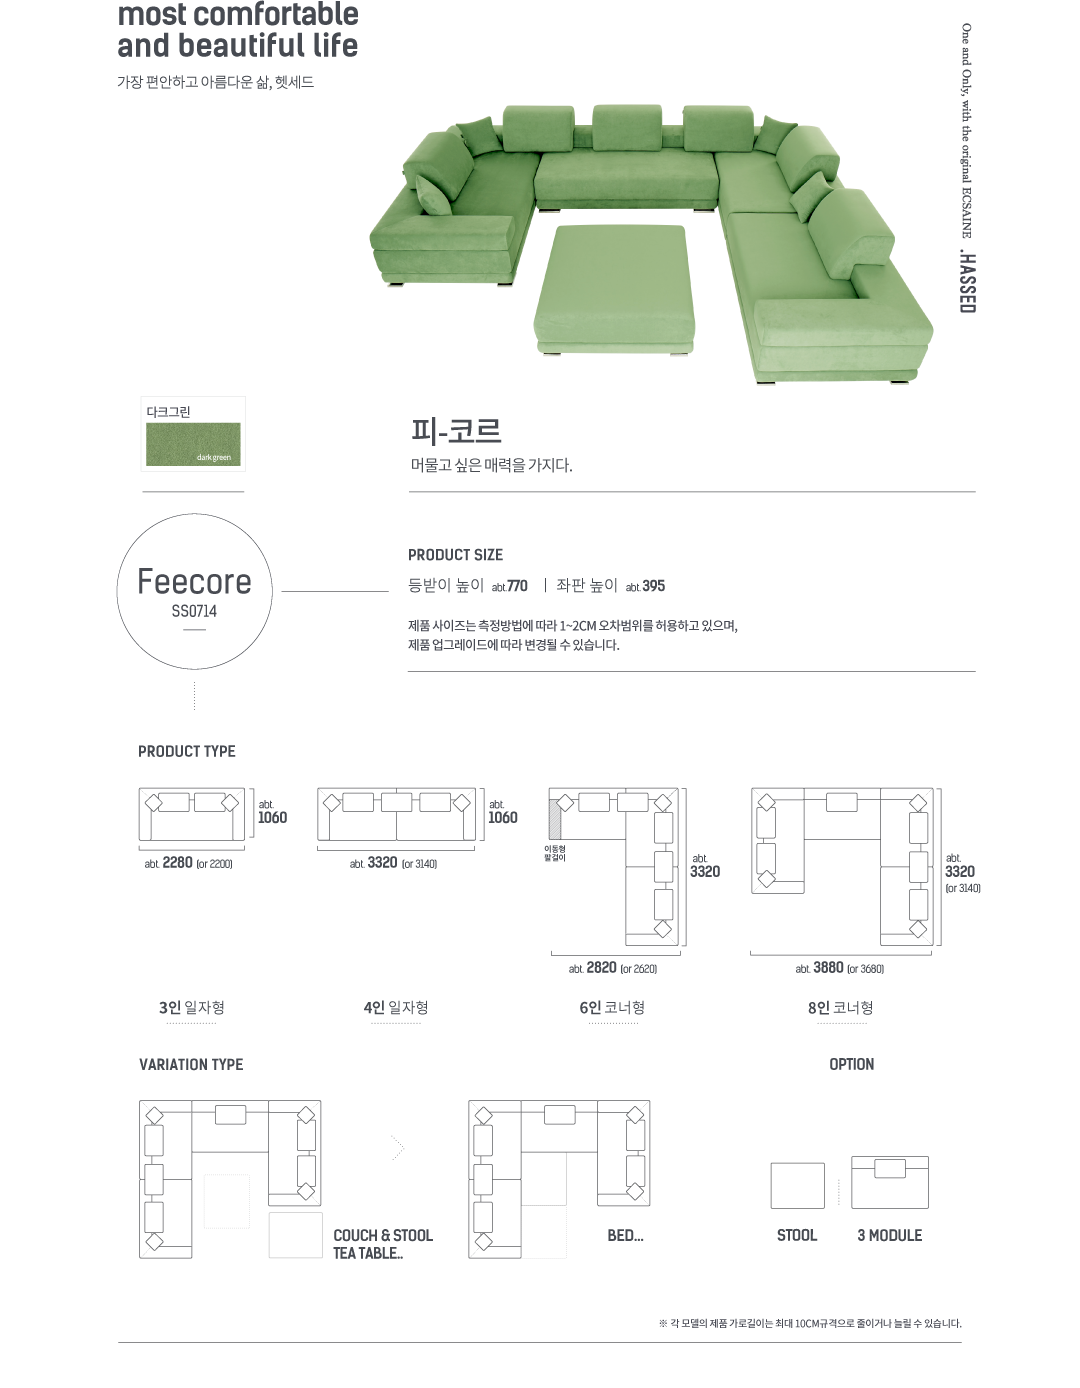 most comfortable
and beautiful life
가장 편안하고 아름다운 삶, 헷세드
One and Only, with the original ECSAINE .HASSED
다크그린
dark green
피-코르
머물고 싶은 매력을 가지다.
Feecore
SS0714
PRODUCT SIZE
등받이 높이 abt.770 | 좌판 높이 abt.395
제품 사이즈는 측정방법에 따라 1~2CM 오차범위를 허용하고 있으며,
제품 업그레이드에 따라 변경될 수 있습니다.
PRODUCT TYPE
abt.
1060
abt. 2280 (or 2200)
abt.
1060
abt. 3320 (or 3140)
이동형
팔걸이
abt.
3320
abt. 2820 (or 2620)
abt.
3320
(or 3140)
abt. 3880 (or 3680)
3인 일자형
4인 일자형
6인 코너형
8인 코너형
VARIATION TYPE
OPTION
COUCH & STOOL
TEA TABLE..
BED...
STOOL
3 MODULE
※ 각 모델의 제품 가로길이는 최대 10CM규격으로 줄이거나 늘릴 수 있습니다.